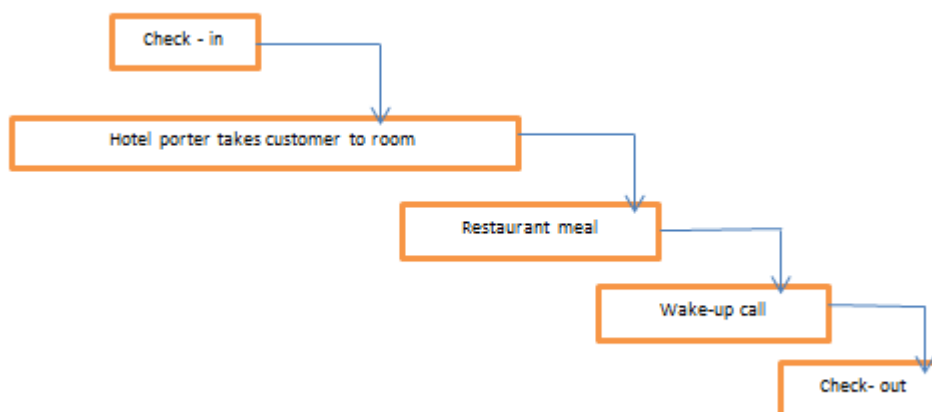 Check - in
Hotel porter takes customer to room
Restaurant meal
Wake-up call
Check- out